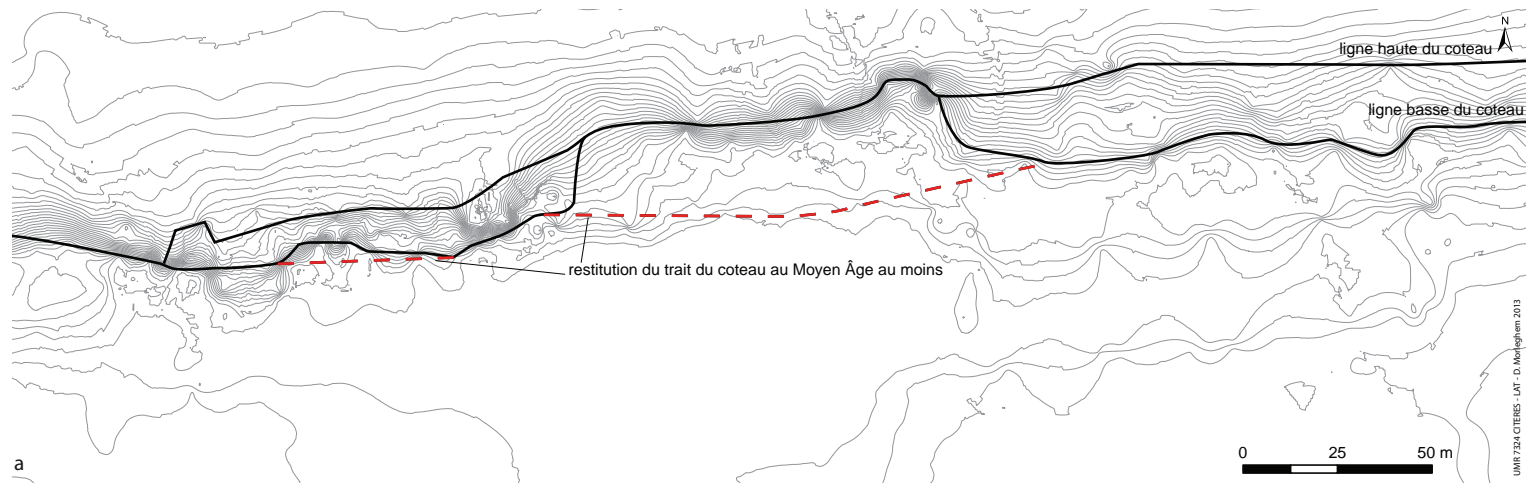 N
ligne haute du coteau
ligne basse du coteau
restitution du trait du coteau au Moyen Âge au moins
a
0 25 50 m
UMR 7324 CITERES - LAT - D. Morleghem 2013